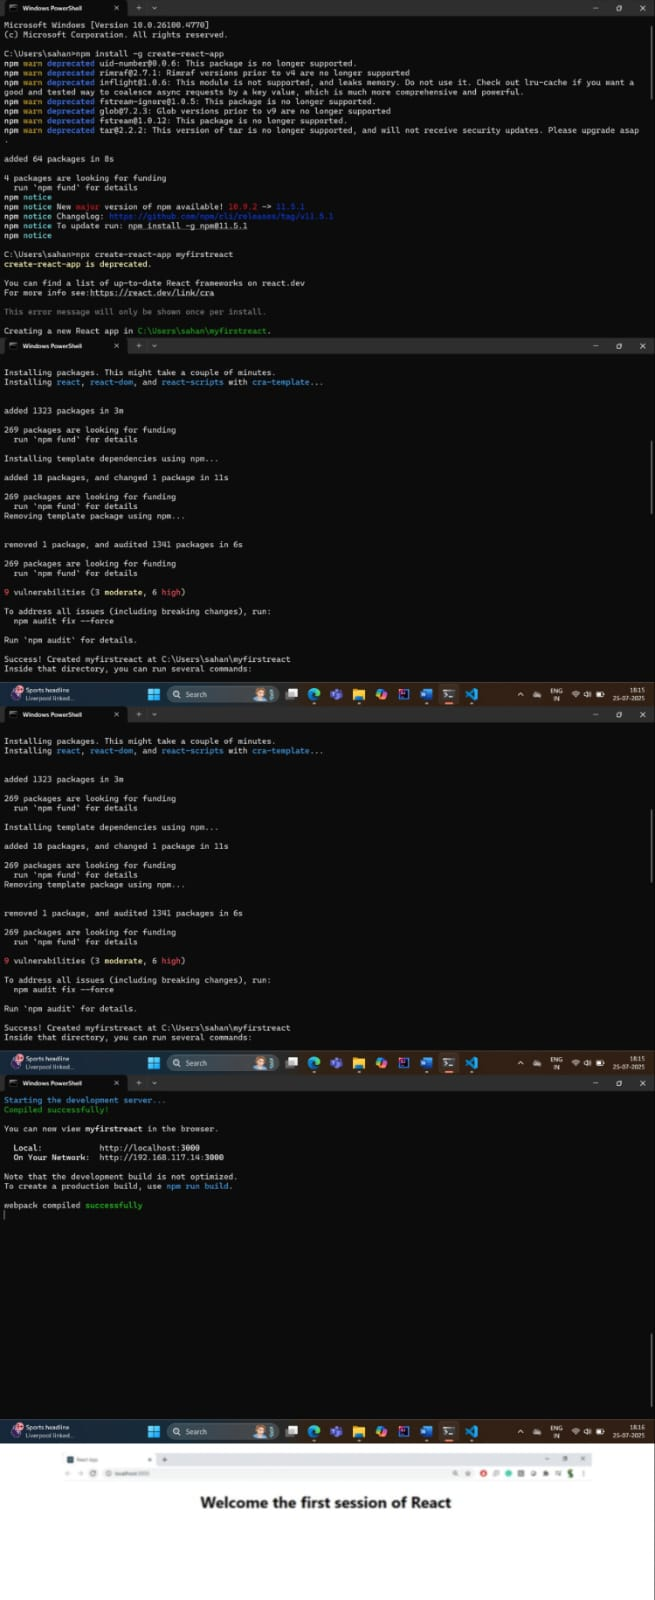 Windows PowerShell
Microsoft Windows [Version 10.0.26100.4770]
(c) Microsoft Corporation. All rights reserved.
C:\Users\sahan>npm install -g create-react-app
npm warn deprecated uid-number@0.0.6: This package is no longer supported.
npm warn deprecated rimraf@2.7.1: Rimraf versions prior to v4 are no longer supported
npm warn deprecated inflight@1.0.6: This module is not supported, and leaks memory. Do not use it. Check out lru-cache if you want a
good and tested way to coalesce async requests by a key value, which is much more comprehensive and powerful.
npm warn deprecated fstream-ignore@1.0.5: This package is no longer supported.
npm warn deprecated glob@7.2.3: Glob versions prior to v9 are no longer supported
npm warn deprecated fstream@1.0.12: This package is no longer supported.
npm warn deprecated tar@2.2.2: This version of tar is no longer supported, and will not receive security updates. Please upgrade asap
.
added 64 packages in 8s
4 packages are looking for funding
run `npm fund` for details
npm notice
npm notice New major version of npm available! 10.9.2 -> 11.5.1
npm notice Changelog: https://github.com/npm/cli/releases/tag/v11.5.1
npm notice To update run: npm install -g npm@11.5.1
npm notice
C:\Users\sahan>npx create-react-app myfirstreact
create-react-app is deprecated.
You can find a list of up-to-date React frameworks on react.dev
For more info see:https://react.dev/link/cra
This error message will only be shown once per install.
Creating a new React app in C:\Users\sahan\myfirstreact.
Windows PowerShell
Installing packages. This might take a couple of minutes.
Installing react, react-dom, and react-scripts with cra-template...
added 1323 packages in 3m
269 packages are looking for funding
run `npm fund` for details
Installing template dependencies using npm...
added 18 packages, and changed 1 package in 11s
269 packages are looking for funding
run `npm fund` for details
Removing template package using npm...
removed 1 package, and audited 1341 packages in 6s
269 packages are looking for funding
run `npm fund` for details
9 vulnerabilities (3 moderate, 6 high)
To address all issues (including breaking changes), run:
npm audit fix --force
Run `npm audit` for details.
Success! Created myfirstreact at C:\Users\sahan\myfirstreact
Inside that directory, you can run several commands:
Sports headline
Liverpool linked...
Search
ENG
IN
18:15
25-07-2025
Windows PowerShell
Installing packages. This might take a couple of minutes.
Installing react, react-dom, and react-scripts with cra-template...
added 1323 packages in 3m
269 packages are looking for funding
run `npm fund` for details
Installing template dependencies using npm...
added 18 packages, and changed 1 package in 11s
269 packages are looking for funding
run `npm fund` for details
Removing template package using npm...
removed 1 package, and audited 1341 packages in 6s
269 packages are looking for funding
run `npm fund` for details
9 vulnerabilities (3 moderate, 6 high)
To address all issues (including breaking changes), run:
npm audit fix --force
Run `npm audit` for details.
Success! Created myfirstreact at C:\Users\sahan\myfirstreact
Inside that directory, you can run several commands:
Sports headline
Liverpool linked...
Search
ENG
IN
18:15
25-07-2025
Windows PowerShell
Starting the development server...
Compiled successfully!
You can now view myfirstreact in the browser.
Local: http://localhost:3000
On Your Network: http://192.168.117.14:3000
Note that the development build is not optimized.
To create a production build, use npm run build.
webpack compiled successfully
Sports headline
Liverpool linked...
Search
ENG
IN
18:16
25-07-2025
React App
localhost:3000
Welcome the first session of React